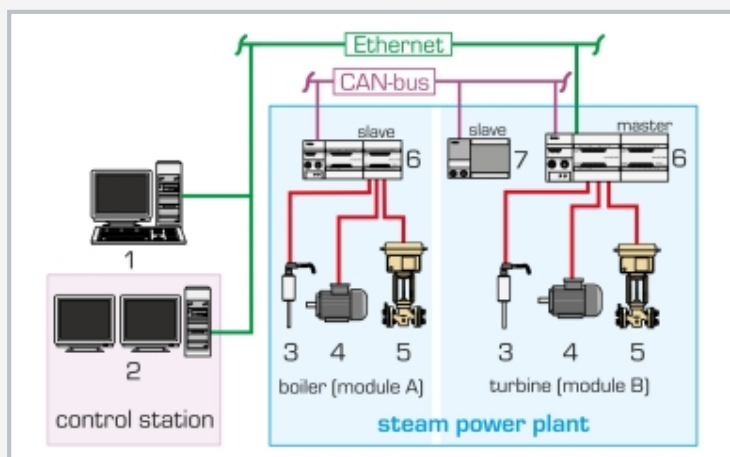 Ethernet
CAN-bus
slave
6
slave
7
master
6
1
2
3 4 5
3 4 5
boiler (module A)
turbine (module B)
control station
steam power plant